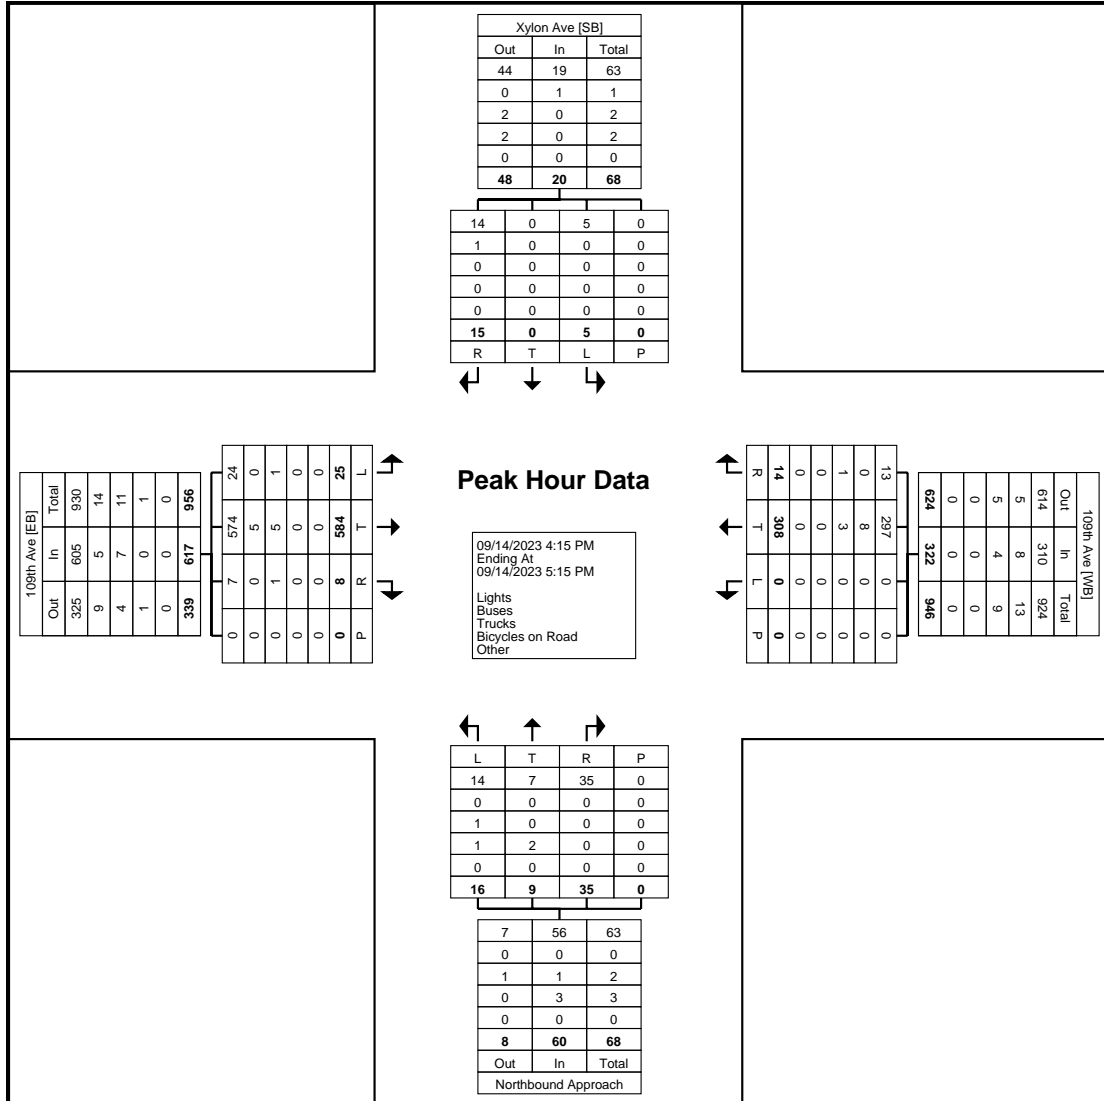 Xylon Ave [SB]
Out In Total
44 19 63
0 1 1
2 0 2
2 0 2
0 0 0
48 20 68
14 0 5 0
1 0 0 0
0 0 0 0
0 0 0 0
0 0 0 0
15 0 5 0
R T L P
109th Ave [EB]
Total 930 14 11 1 0 956
In 605 5 7 0 0 617
Out 325 9 4 1 0 339
24 0 1 0 0 25 L
574 5 5 0 0 584 T
7 0 1 0 0 8 R
0 0 0 0 0 0 P
Peak Hour Data
09/14/2023 4:15 PM
Ending At
09/14/2023 5:15 PM
Lights
Buses
Trucks
Bicycles on Road
Other
R 14 0 0 1 0 13
T 308 0 0 3 8 297
L 0 0 0 0 0 0
P 0 0 0 0 0 0
109th Ave [WB]
Out 614 5 5 0 0 624
In 310 8 4 0 0 322
Total 924 13 9 0 0 946
L T R P
14 7 35 0
0 0 0 0
1 0 0 0
1 2 0 0
0 0 0 0
16 9 35 0
7 56 63
0 0 0
1 1 2
0 3 3
0 0 0
8 60 68
Out In Total
Northbound Approach